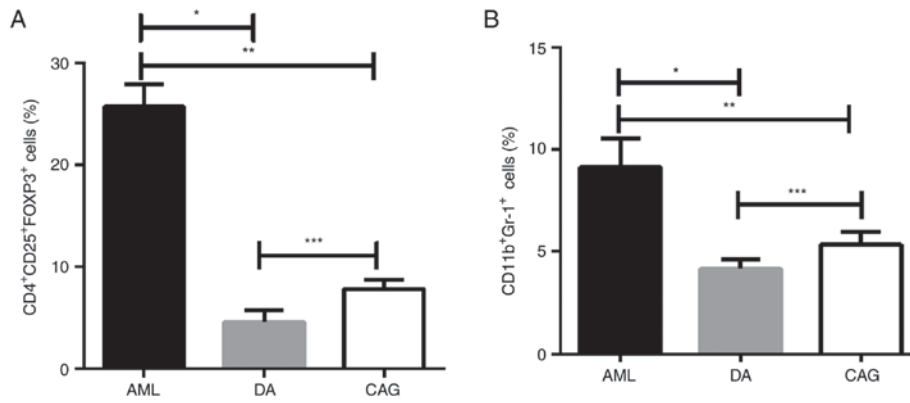 A
CD4⁺CD25⁺FOXP3⁺ cells (%)
30
20
10
0
*
**
***
AML DA CAG
B
CD11b⁺Gr-1⁺ cells (%)
15
10
5
0
*
**
***
AML DA CAG